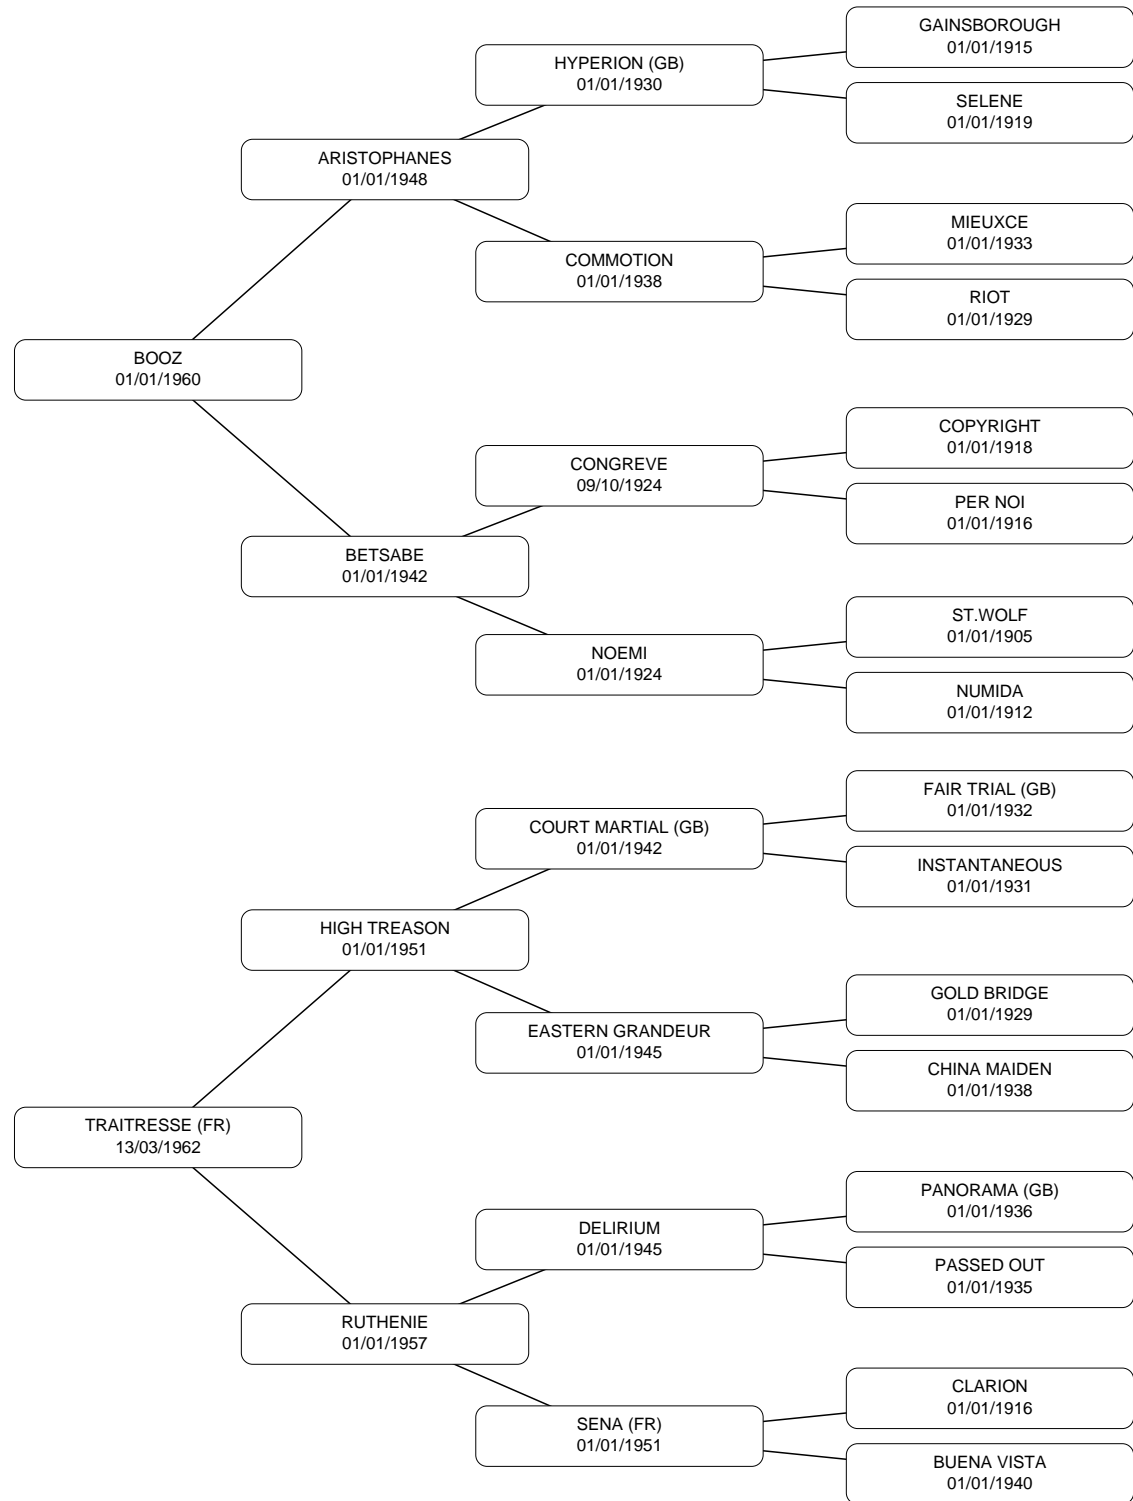 GAINSBOROUGH
01/01/1915
HYPERION (GB)
01/01/1930
SELENE
01/01/1919
ARISTOPHANES
01/01/1948
MIEUXCE
01/01/1933
COMMOTION
01/01/1938
RIOT
01/01/1929
BOOZ
01/01/1960
COPYRIGHT
01/01/1918
CONGREVE
09/10/1924
PER NOI
01/01/1916
BETSABE
01/01/1942
ST.WOLF
01/01/1905
NOEMI
01/01/1924
NUMIDA
01/01/1912
FAIR TRIAL (GB)
01/01/1932
COURT MARTIAL (GB)
01/01/1942
INSTANTANEOUS
01/01/1931
HIGH TREASON
01/01/1951
GOLD BRIDGE
01/01/1929
EASTERN GRANDEUR
01/01/1945
CHINA MAIDEN
01/01/1938
TRAITRESSE (FR)
13/03/1962
PANORAMA (GB)
01/01/1936
DELIRIUM
01/01/1945
PASSED OUT
01/01/1935
RUTHENIE
01/01/1957
CLARION
01/01/1916
SENA (FR)
01/01/1951
BUENA VISTA
01/01/1940